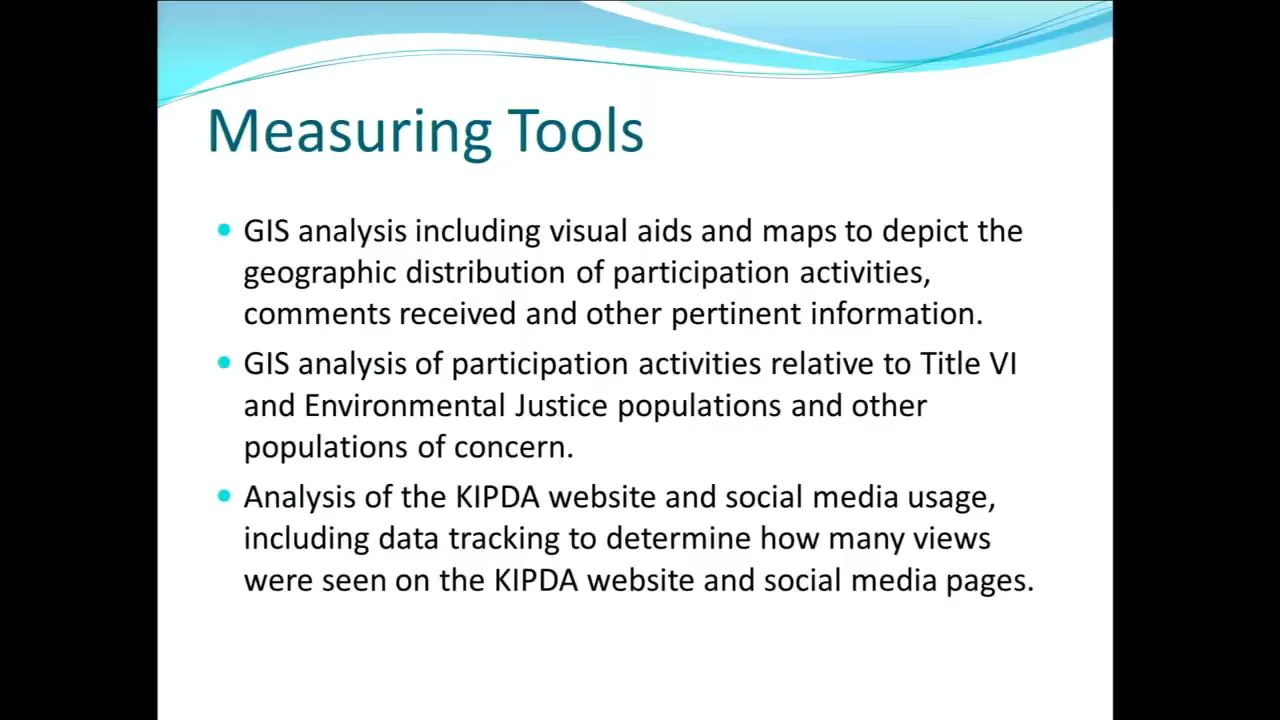 Measuring Tools
GIS analysis including visual aids and maps to depict the
geographic distribution of participation activities,
comments received and other pertinent information.
GIS analysis of participation activities relative to Title VI
and Environmental Justice populations and other
populations of concern.
Analysis of the KIPDA website and social media usage,
including data tracking to determine how many views
were seen on the KIPDA website and social media pages.